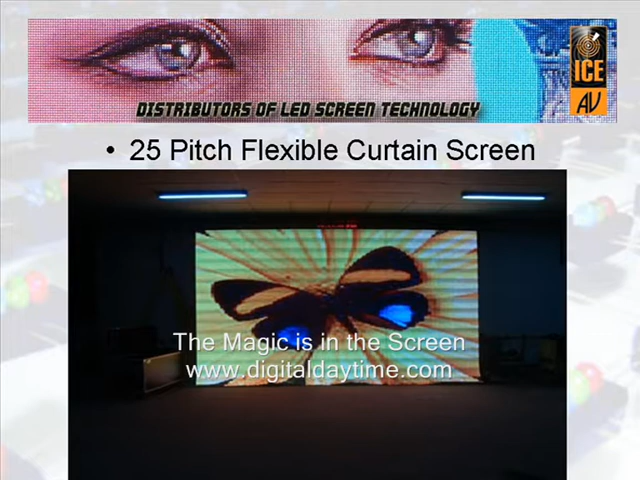 DISTRIBUTORS OF LED SCREEN TECHNOLOGY
ICE
AV
• 25 Pitch Flexible Curtain Screen
The Magic is in the Screen
www.digitaldaytime.com